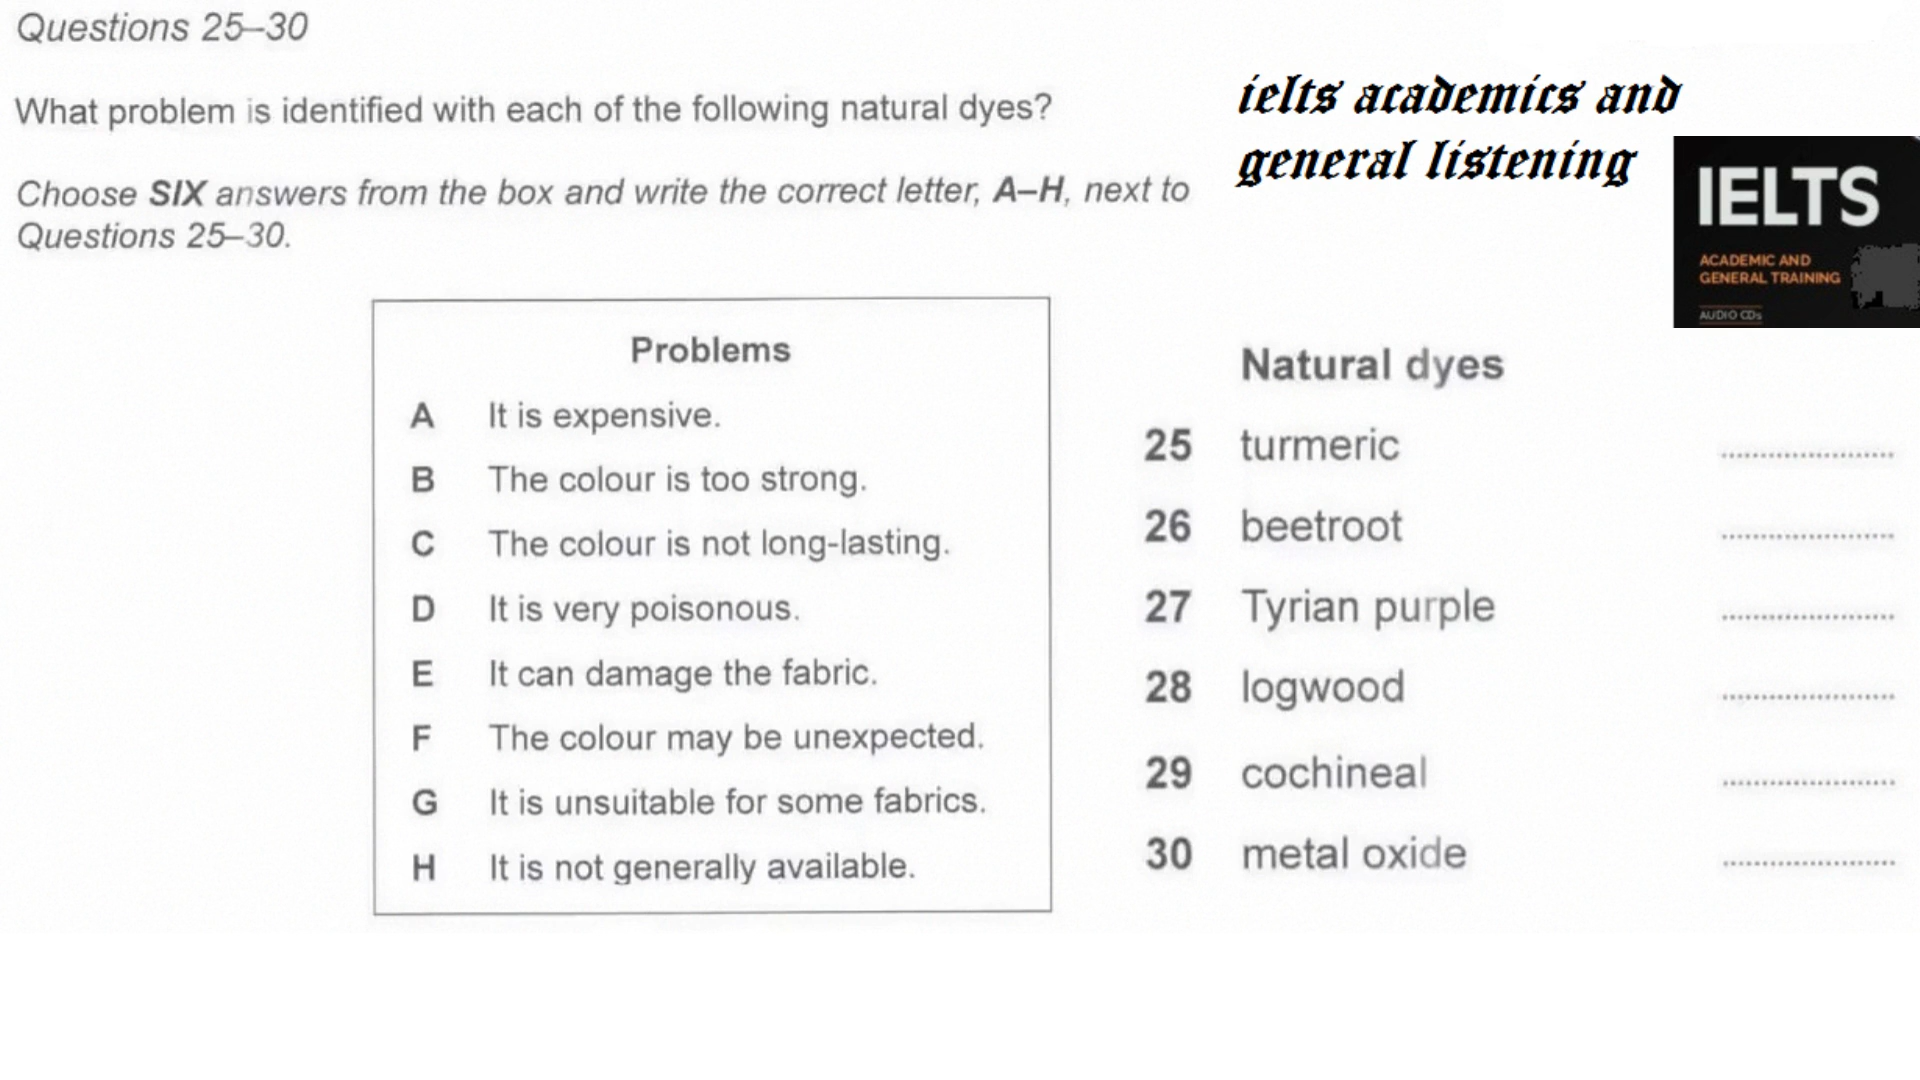 Questions 25–30
What problem is identified with each of the following natural dyes?
Choose SIX answers from the box and write the correct letter, A–H, next to
Questions 25–30.
ielts academics and
general listening
IELTS
ACADEMIC AND
GENERAL TRAINING
AUDIO CDs
Problems
A It is expensive.
B The colour is too strong.
C The colour is not long-lasting.
D It is very poisonous.
E It can damage the fabric.
F The colour may be unexpected.
G It is unsuitable for some fabrics.
H It is not generally available.
Natural dyes
25 turmeric ....................
26 beetroot ....................
27 Tyrian purple ....................
28 logwood ....................
29 cochineal ....................
30 metal oxide ....................